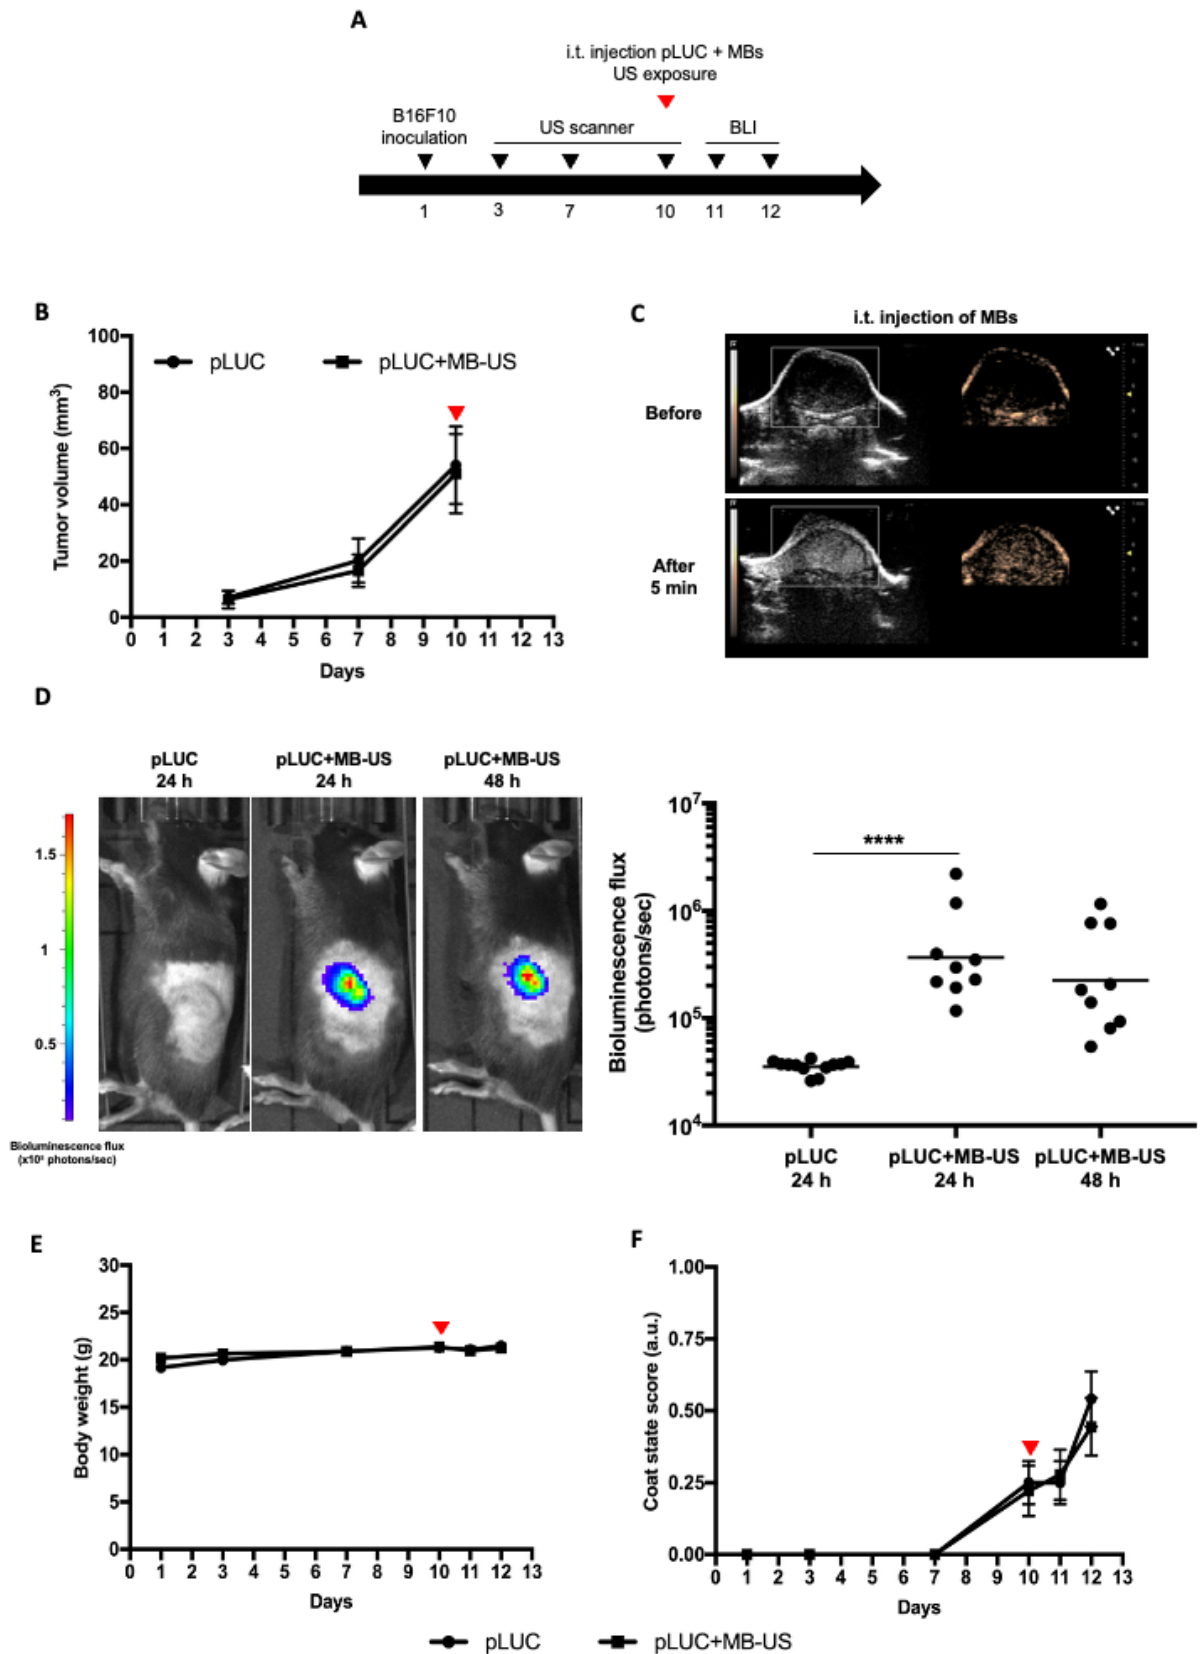 A
i.t. injection pLUC + MBs
US exposure
B16F10
inoculation
US scanner
BLI
1
3
7
10
11
12
B
100
80
60
40
20
0
Tumor volume (mm³)
pLUC
pLUC+MB-US
0 1 2 3 4 5 6 7 8 9 10 11 12 13
Days
C
i.t. injection of MBs
Before
After
5 min
D
pLUC
24 h
pLUC+MB-US
24 h
pLUC+MB-US
48 h
1.5
1
0.5
Bioluminescence flux
Bioluminescence flux
(photons/sec)
10⁷
10⁶
10⁵
10⁴
****
pLUC
24 h
pLUC+MB-US
24 h
pLUC+MB-US
48 h
E
30
25
20
15
10
5
0
Body weight (g)
0 1 2 3 4 5 6 7 8 9 10 11 12 13
Days
F
1.00
0.75
0.50
0.25
0.00
Coat state score (a.u.)
0 1 2 3 4 5 6 7 8 9 10 11 12 13
Days
pLUC
pLUC+MB-US